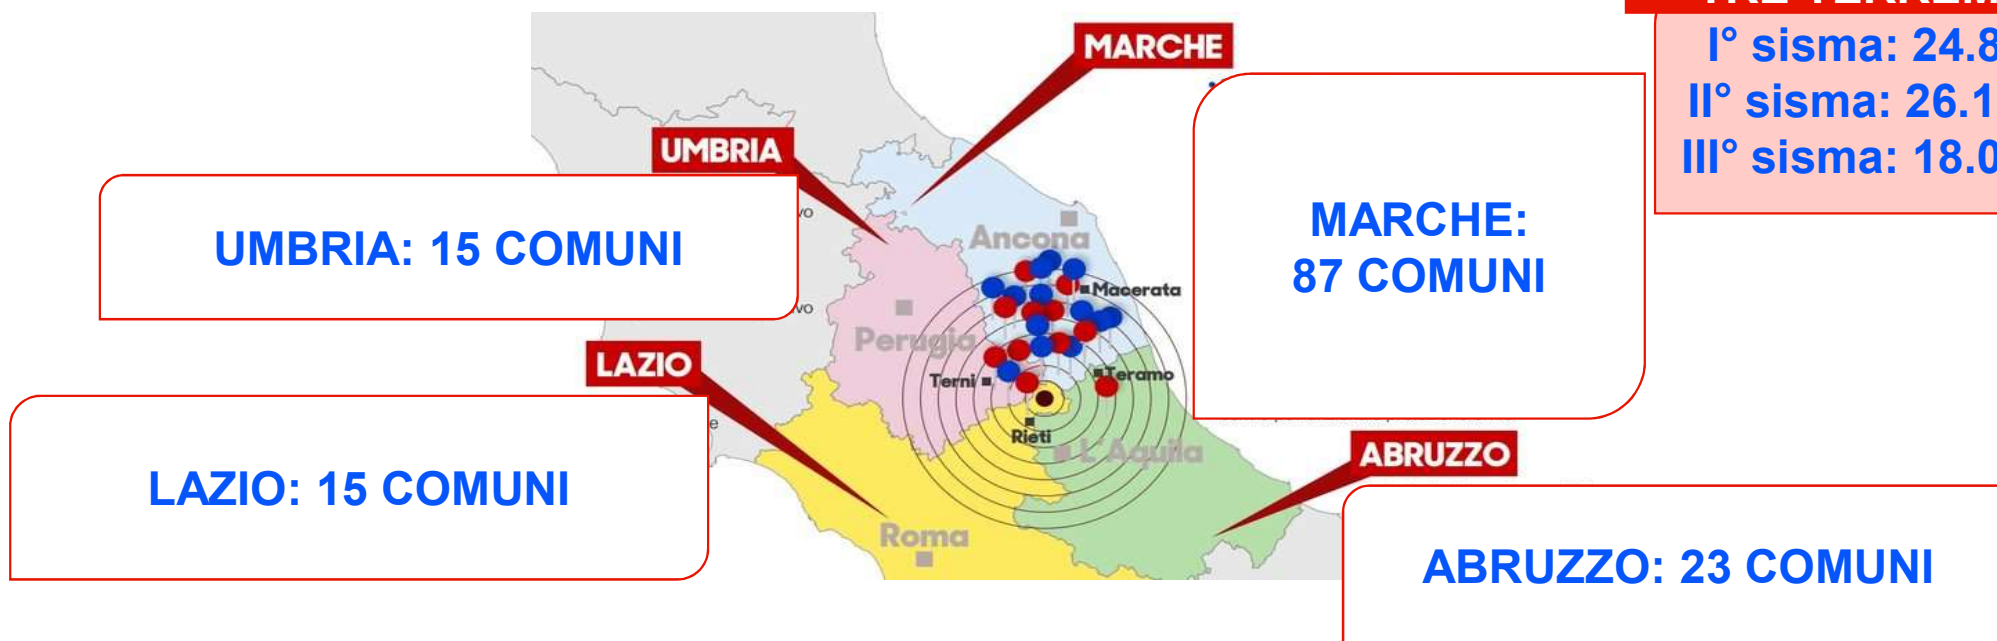 MARCHE
I° sisma: 24.8
II° sisma: 26.1
III° sisma: 18.0
UMBRIA
UMBRIA: 15 COMUNI
MARCHE:
87 COMUNI
Ancona
Macerata
Perugia
LAZIO
Terni
Teramo
Rieti
L'Aquila
ABRUZZO
LAZIO: 15 COMUNI
Roma
ABRUZZO: 23 COMUNI